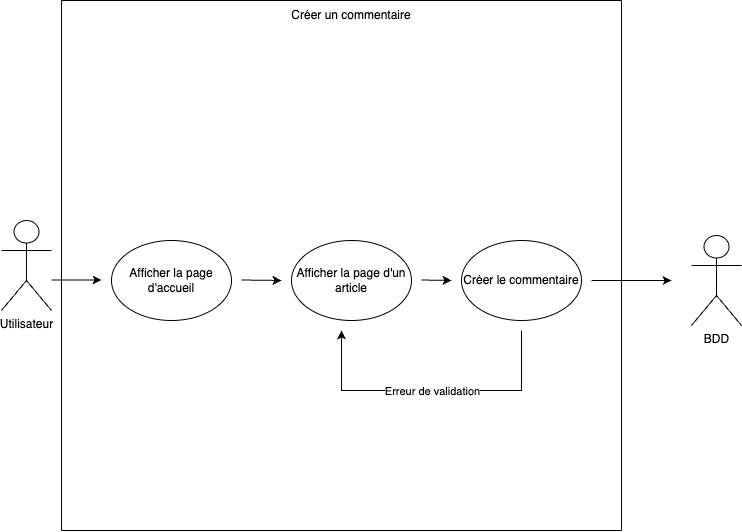 Créer un commentaire
Afficher la page
d'accueil
Afficher la page d'un
article
Créer le commentaire
Utilisateur
BDD
Erreur de validation